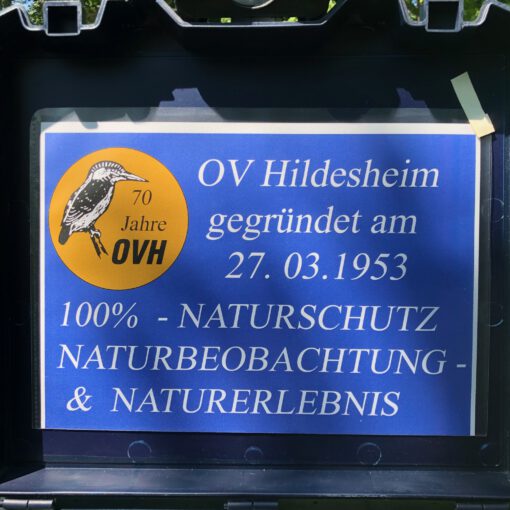 70
Jahre
OVH
OV Hildesheim
gegründet am
27. 03.1953
100% - NATURSCHUTZ
NATURBEOBACHTUNG -
& NATURERLEBNIS